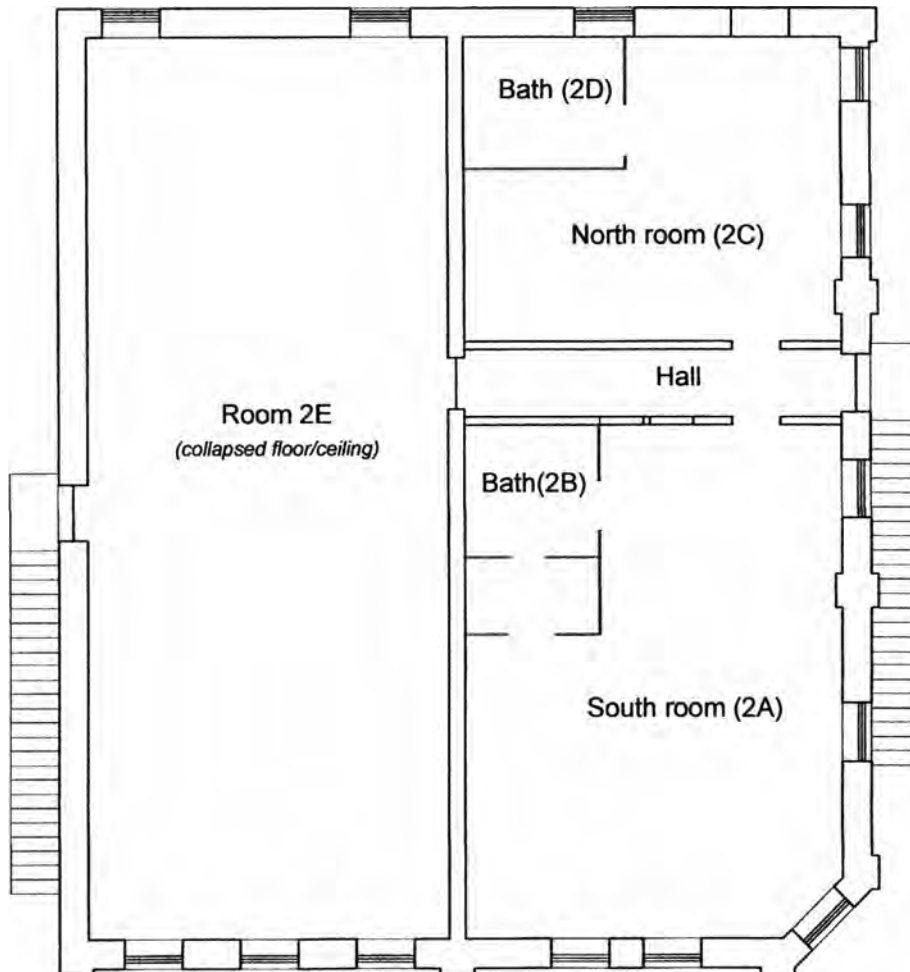 Bath (2D)
North room (2C)
Hall
Room 2E
(collapsed floor/ceiling)
Bath(2B)
South room (2A)